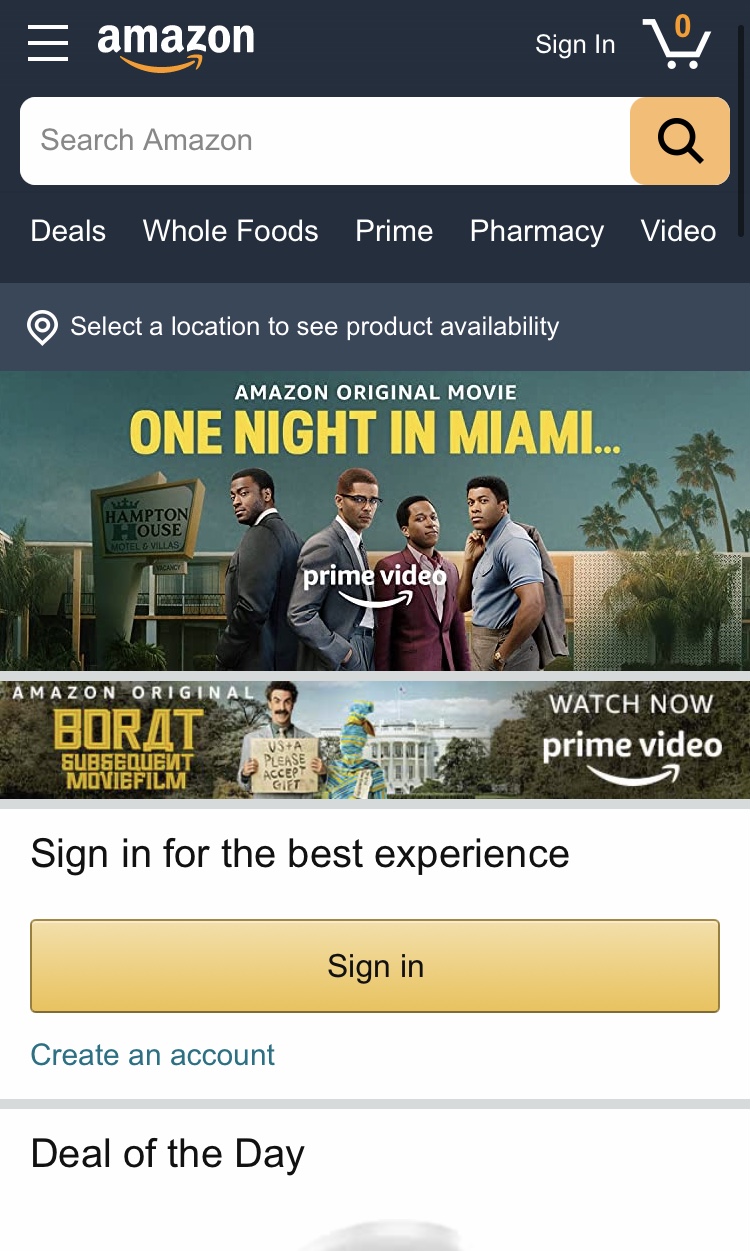 amazon
Sign In
0
Search Amazon
Deals Whole Foods Prime Pharmacy Video
Select a location to see product availability
AMAZON ORIGINAL MOVIE
ONE NIGHT IN MIAMI...
HAMPTON
HOUSE
MOTEL & VILLAS
VACANCY
prime video
AMAZON ORIGINAL
BORAT
SUBSEQUENT
MOVIEFILM
US+A
PLEASE
ACCEPT
GIFT
WATCH NOW
prime video
Sign in for the best experience
Sign in
Create an account
Deal of the Day